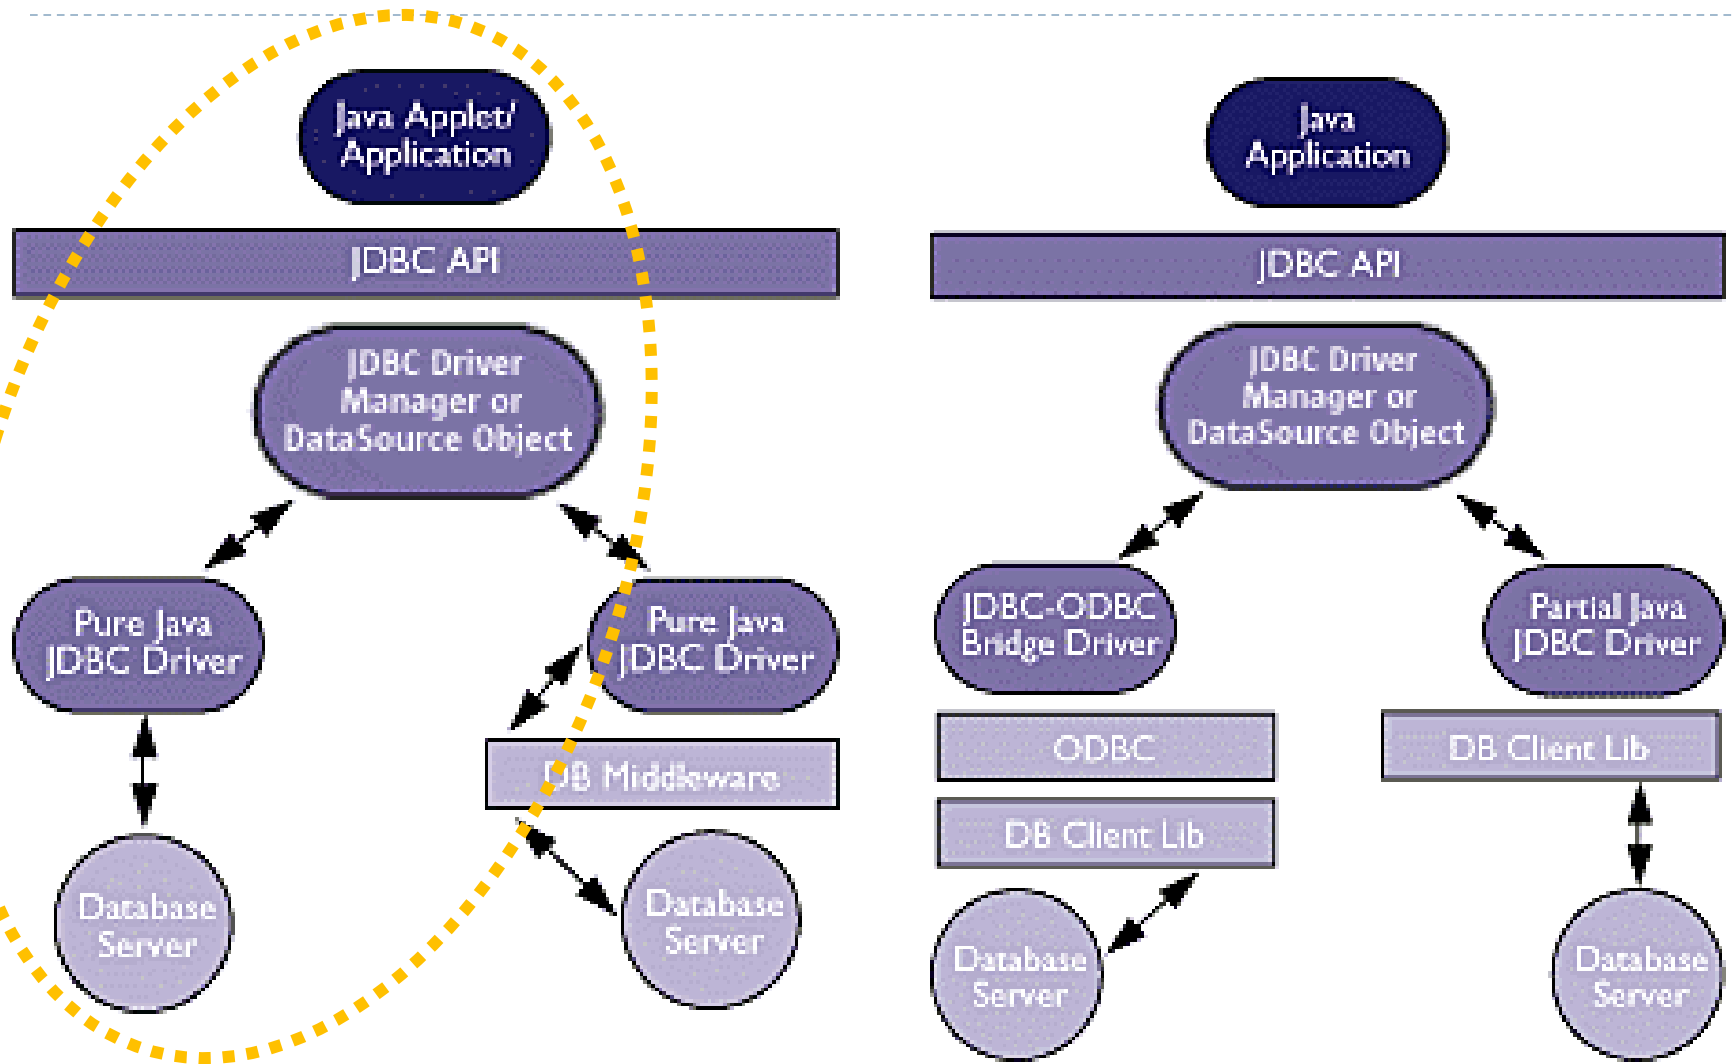 Java Applet/
Application
JDBC API
JDBC Driver
Manager or
DataSource Object
Pure Java
JDBC Driver
Pure Java
JDBC Driver
DB Middleware
Database
Server
Database
Server
Java
Application
JDBC API
JDBC Driver
Manager or
DataSource Object
JDBC-ODBC
Bridge Driver
Partial Java
JDBC Driver
ODBC
DB Client Lib
DB Client Lib
Database
Server
Database
Server